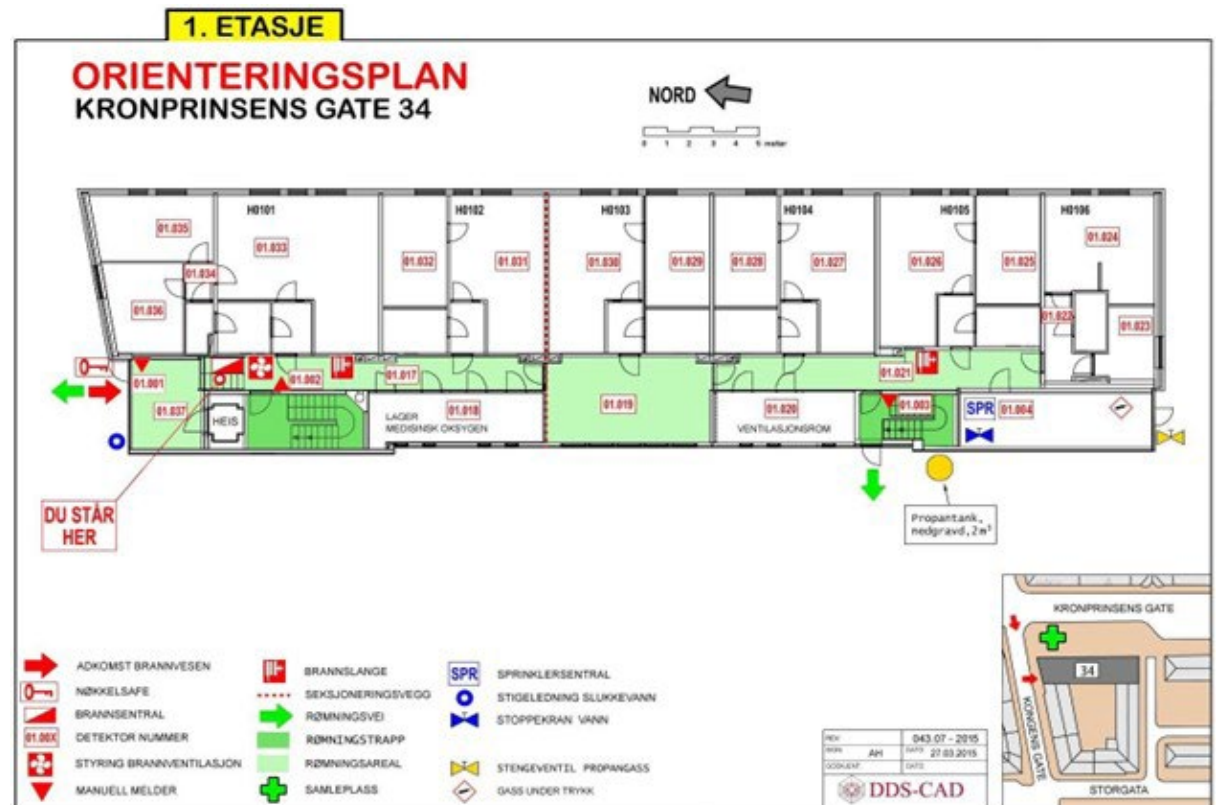 1. ETASJE
ORIENTERINGSPLAN
KRONPRINSENS GATE 34
NORD
0 1 2 3 4 5 meter
H0101 H0102 H0103 H0104 H0105 H0106
01.035
01.033
01.034
01.036
01.032
01.031
01.030
01.029
01.028
01.027
01.026
01.025
01.024
01.022
01.023
01.001
01.002
01.017
01.021
01.037
HEIS
01.018
LAGER
MEDISINSK OKSYGEN
01.019
01.020
VENTILASJONSROM
01.003
SPR
01.004
DU STÅR
HER
Propantank,
nedgravd,2m³
ADKOMST BRANNVESEN
NØKKELSAFE
BRANNSENTRAL
01.00X DETEKTOR NUMMER
STYRING BRANNVENTILASJON
MANUELL MELDER
BRANNSLANGE
SEKSJONERINGSVEGG
RØMNINGSVEI
RØMNINGSTRAPP
RØMNINGSAREAL
SAMLEPLASS
SPR SPRINKLERSENTRAL
STIGELEDNING SLUKKEVANN
STOPPEKRAN VANN
STENGEVENTIL PROPANGASS
GASS UNDER TRYKK
043.07 - 2015
AH DATO 27.03.2015
DATO
DDS-CAD
KRONPRINSENS GATE
34
KONGENS GATE
STORGATA